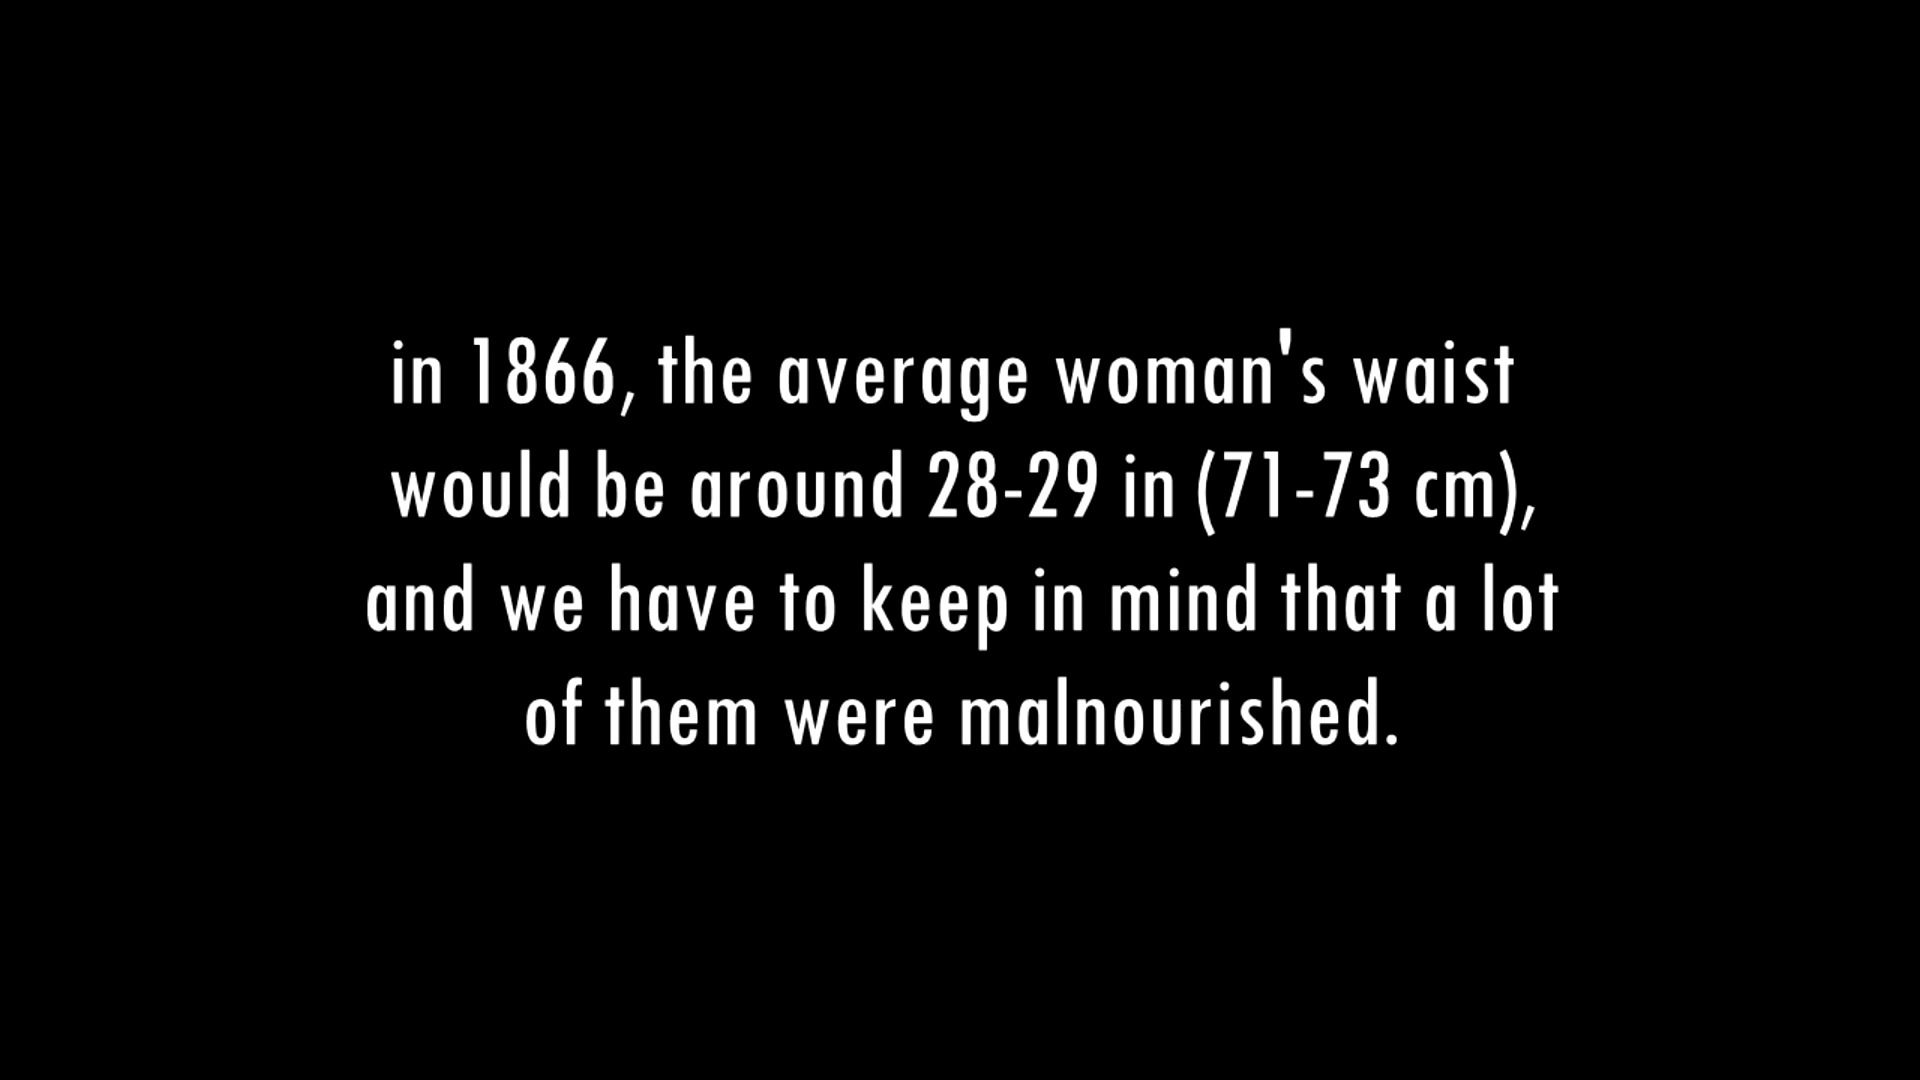 in 1866, the average woman's waist
would be around 28-29 in (71-73 cm),
and we have to keep in mind that a lot
of them were malnourished.